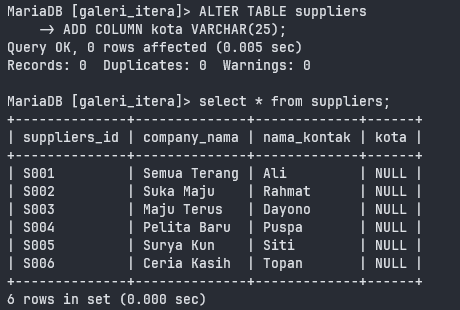 MariaDB [galeri_itera]> ALTER TABLE suppliers
    -> ADD COLUMN kota VARCHAR(25);
Query OK, 0 rows affected (0.005 sec)
Records: 0  Duplicates: 0  Warnings: 0

MariaDB [galeri_itera]> select * from suppliers;
+--------------+--------------+-------------+------+
| suppliers_id | company_nama | nama_kontak | kota |
+--------------+--------------+-------------+------+
| S001         | Semua Terang | Ali         | NULL |
| S002         | Suka Maju    | Rahmat      | NULL |
| S003         | Maju Terus   | Dayono      | NULL |
| S004         | Pelita Baru  | Puspa       | NULL |
| S005         | Surya Kun    | Siti        | NULL |
| S006         | Ceria Kasih  | Topan       | NULL |
+--------------+--------------+-------------+------+
6 rows in set (0.000 sec)